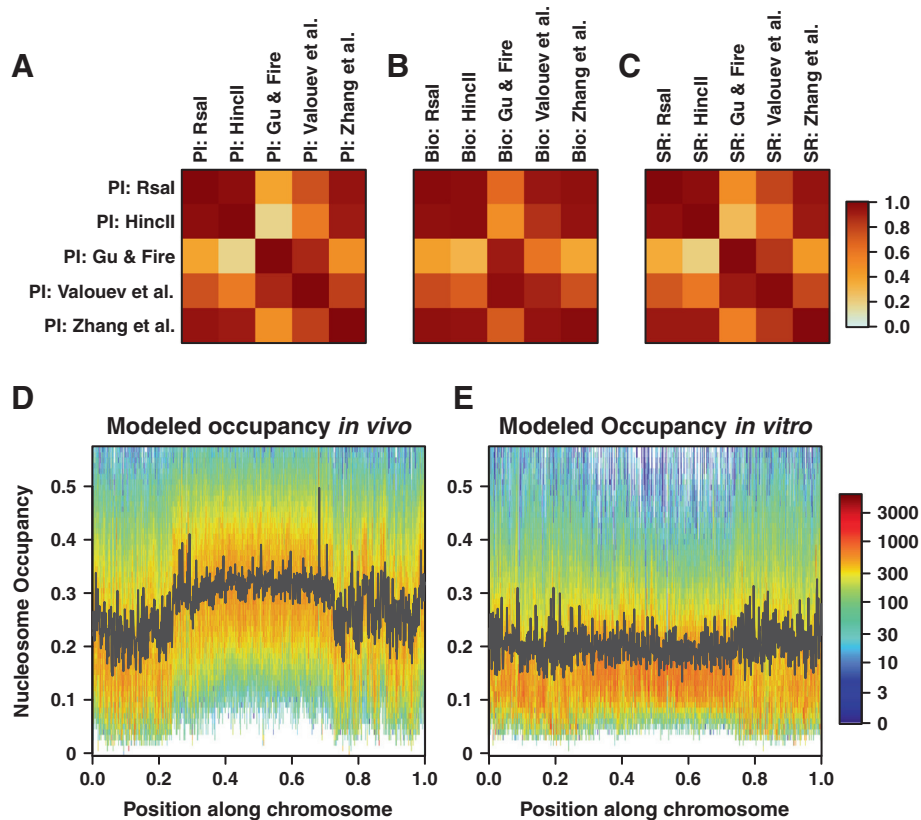 A
B
C
PI: RsaI
PI: HincII
PI: Gu & Fire
PI: Valouev et al.
PI: Zhang et al.
Bio: RsaI
Bio: HincII
Bio: Gu & Fire
Bio: Valouev et al.
Bio: Zhang et al.
SR: RsaI
SR: HincII
SR: Gu & Fire
SR: Valouev et al.
SR: Zhang et al.
PI: RsaI
PI: HincII
PI: Gu & Fire
PI: Valouev et al.
PI: Zhang et al.
1.0
0.8
0.6
0.4
0.2
0.0
D
Modeled occupancy in vivo
Nucleosome Occupancy
0.5
0.4
0.3
0.2
0.1
0
0.0 0.2 0.4 0.6 0.8 1.0
Position along chromosome
E
Modeled Occupancy in vitro
0.5
0.4
0.3
0.2
0.1
0
0.0 0.2 0.4 0.6 0.8 1.0
Position along chromosome
3000
1000
300
100
30
10
3
0